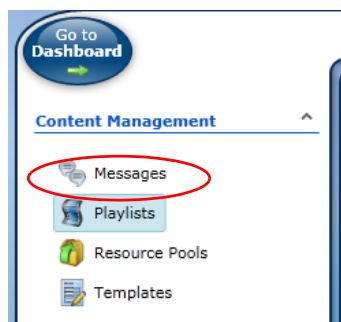 Go to
Dashboard
Content Management
Messages
Playlists
Resource Pools
Templates